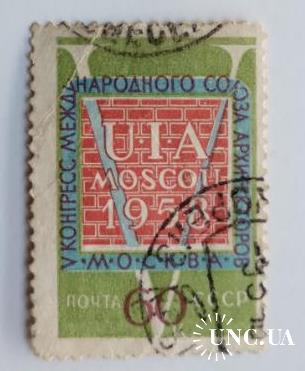 V КОНГРЕСС МЕЖДУНАРОДНОГО СОЮЗА АРХИТЕКТОРОВ
U·I·A
MOSCOU
1958
·М·О·С·К·В·А·
ПОЧТА 60 СССР
UNC.UA